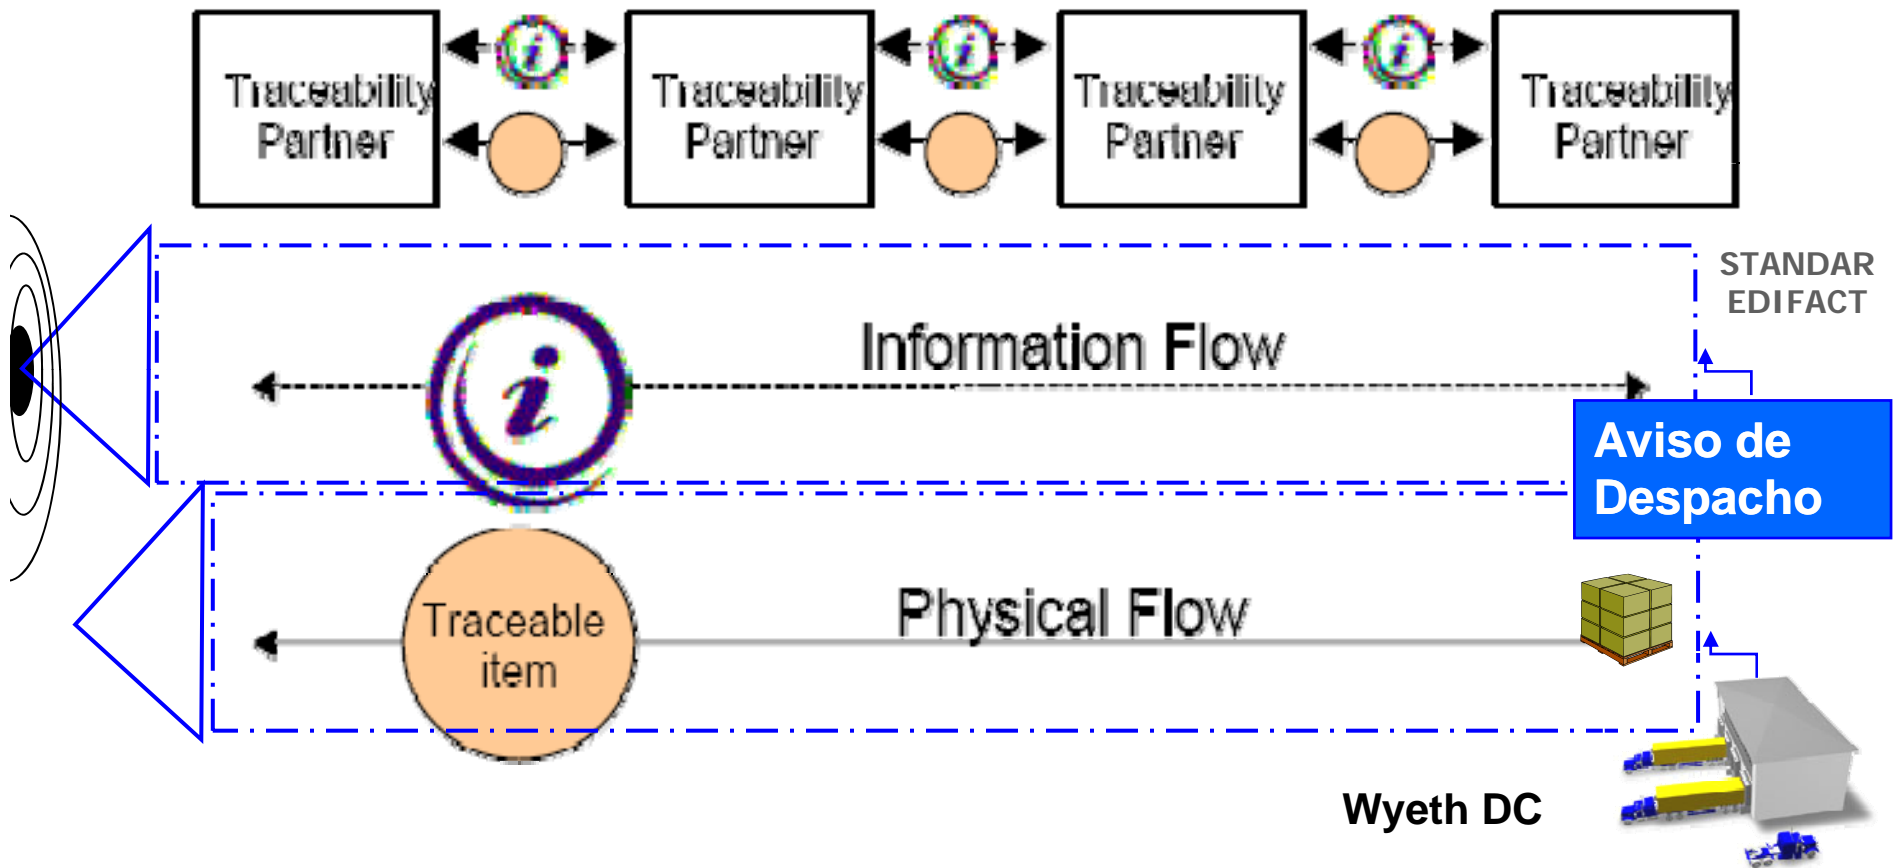 Traceability
Partner
Traceability
Partner
Traceability
Partner
Traceability
Partner
i
i
i
STANDAR
EDIFACT
Information Flow
i
Aviso de
Despacho
Physical Flow
Traceable
item
Wyeth DC